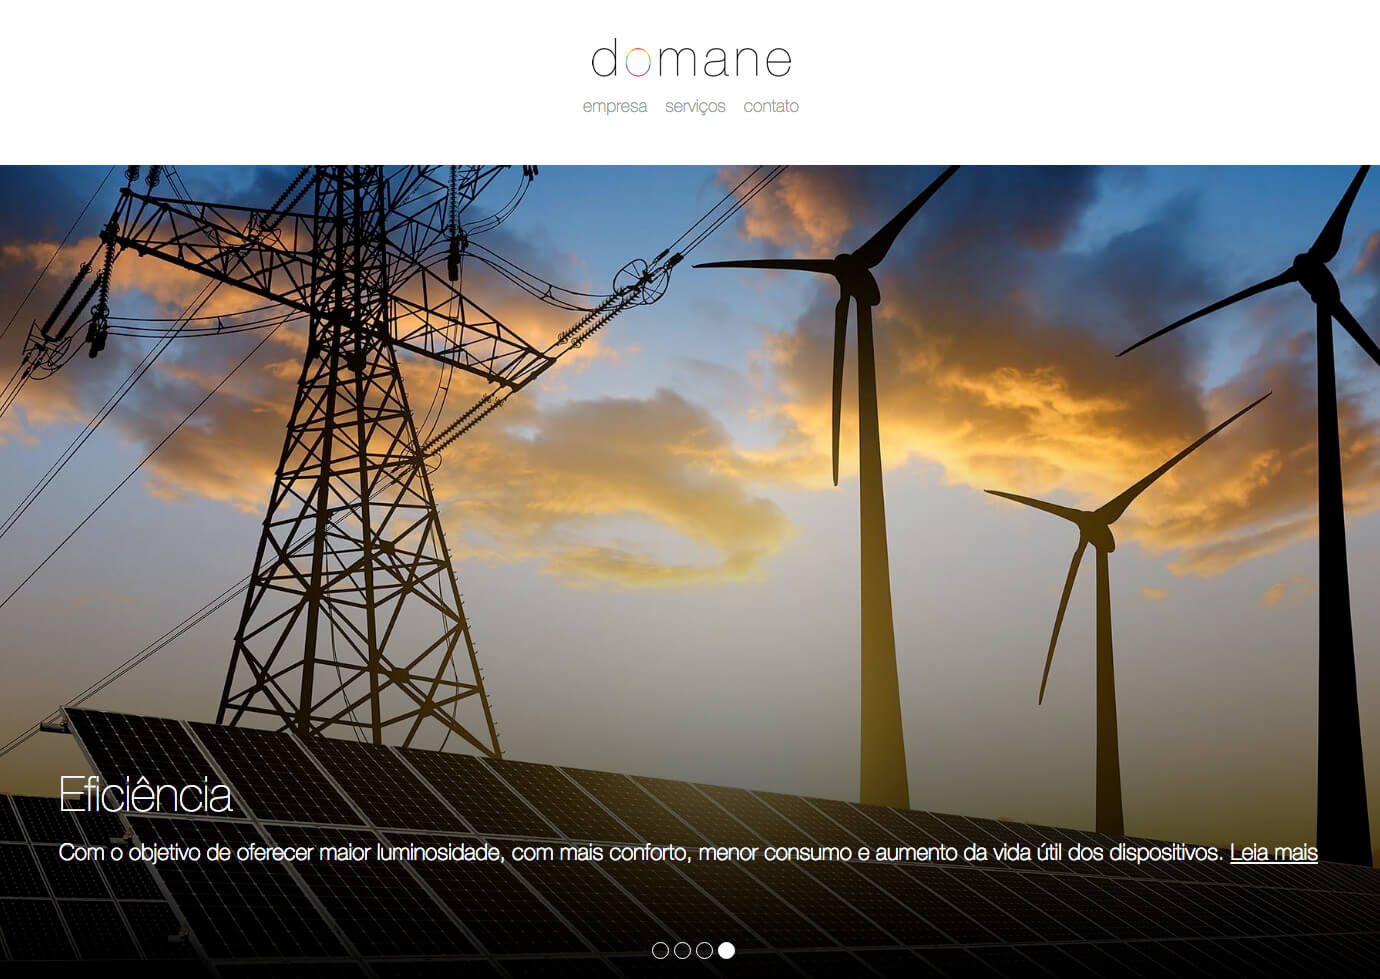 domane
empresa serviços contato
Eficiência
Com o objetivo de oferecer maior luminosidade, com mais conforto, menor consumo e aumento da vida útil dos dispositivos. Leia mais